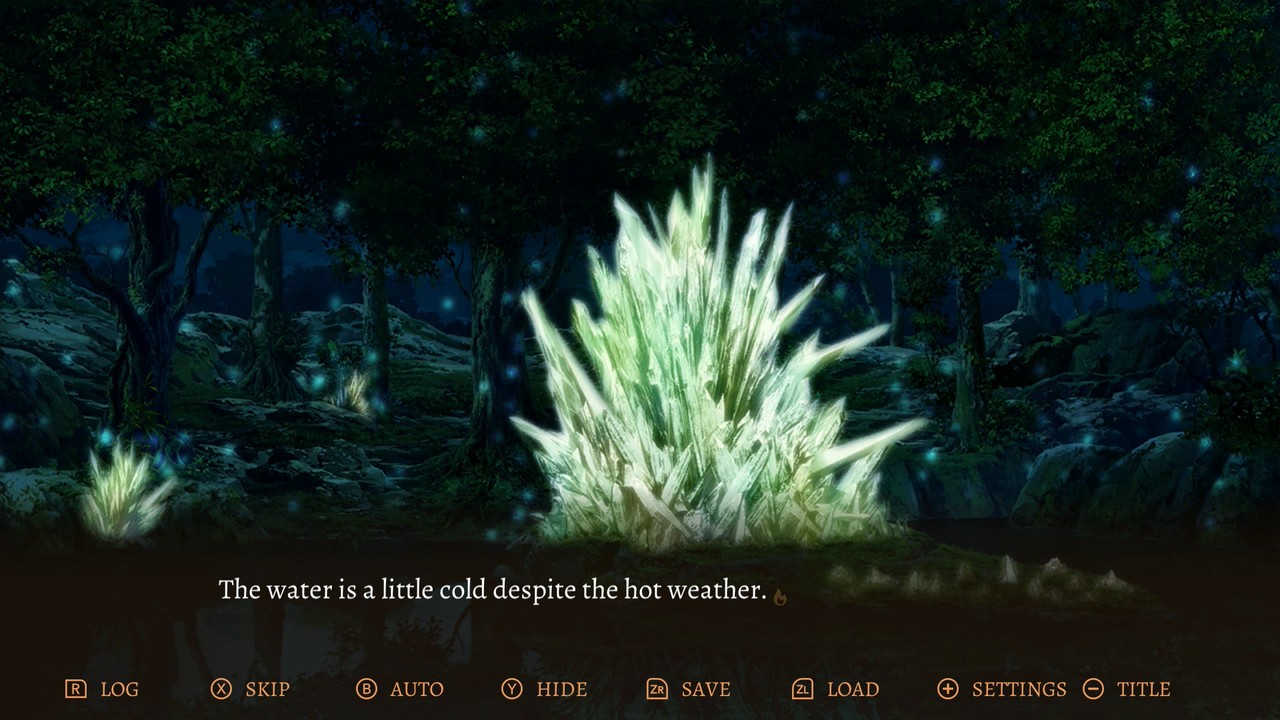 The water is a little cold despite the hot weather.
R LOG X SKIP B AUTO Y HIDE ZR SAVE ZL LOAD + SETTINGS − TITLE